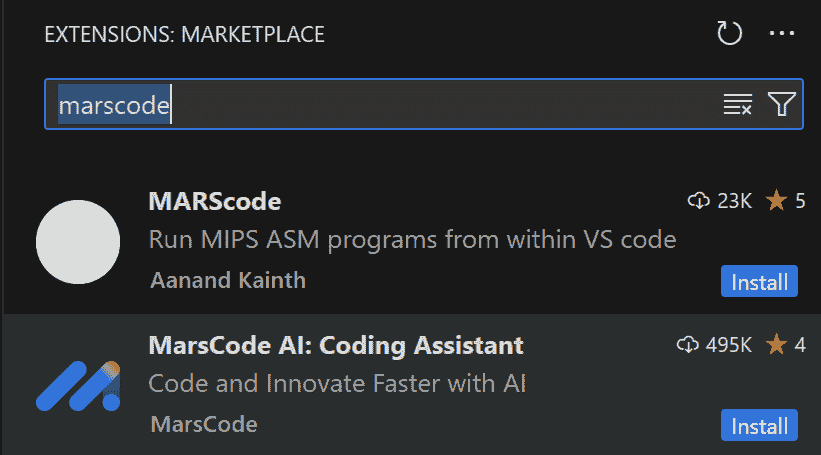 EXTENSIONS: MARKETPLACE
marscode
MARScode 23K 5
Run MIPS ASM programs from within VS code
Aanand Kainth Install
MarsCode AI: Coding Assistant 495K 4
Code and Innovate Faster with AI
MarsCode Install